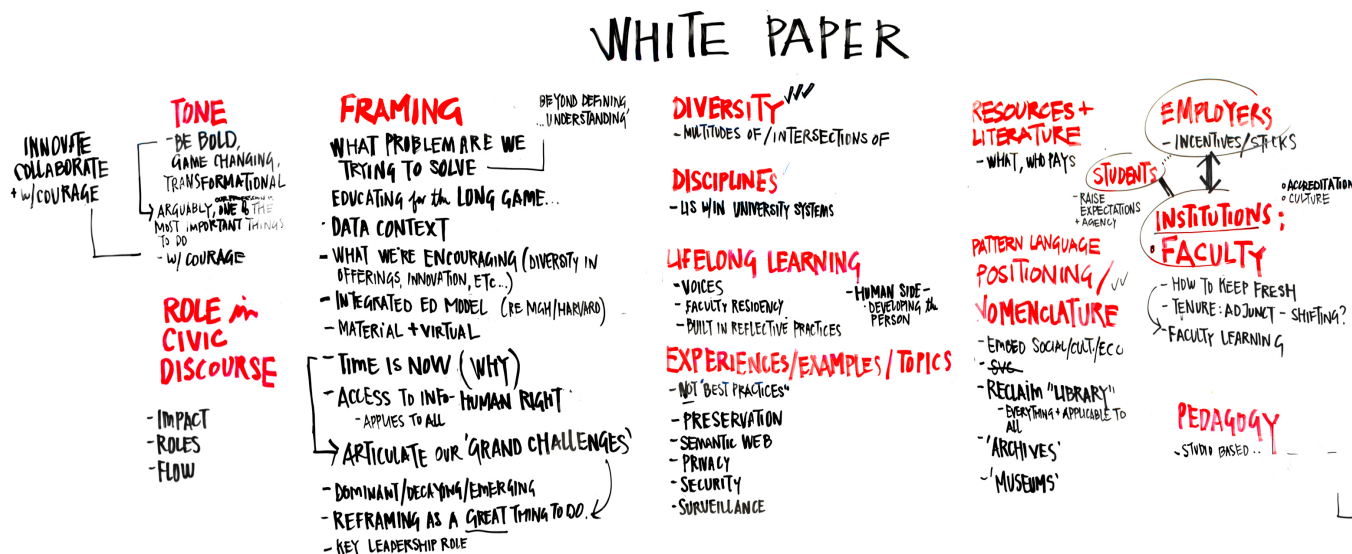 WHITE PAPER
INNOVATE
COLLABORATE
+ w/COURAGE
TONE
- BE BOLD,
GAME CHANGING,
TRANSFORMATIONAL
ARGUABLY, ONE of THE
MOST IMPORTANT THINGS
TO DO
- w/ COURAGE
ROLE in
CIVIC
DISCOURSE
- IMPACT
- ROLES
- FLOW
FRAMING
BEYOND DEFINING,
... 'UNDERSTANDING'
WHAT PROBLEM ARE WE
TRYING TO SOLVE
EDUCATING for the LONG GAME...
· DATA CONTEXT
- WHAT WE'RE ENCOURAGING (DIVERSITY IN
OFFERINGS, INNOVATION, ETC...)
- INTEGRATED ED MODEL (RE MGH/HARVARD)
- MATERIAL + VIRTUAL
- TIME IS NOW (WHY)
- ACCESS TO INFO - HUMAN RIGHT
- APPLIES TO ALL
ARTICULATE OUR 'GRAND CHALLENGES'
- DOMINANT/DECAYING/EMERGING
- REFRAMING AS A GREAT THING TO DO.
- KEY LEADERSHIP ROLE
DIVERSITY ✓✓✓
- MULTITUDES OF / INTERSECTIONS OF
DISCIPLINES
- LIS W/IN UNIVERSITY SYSTEMS
LIFELONG LEARNING
- VOICES
- FACULTY RESIDENCY
- BUILT IN REFLECTIVE PRACTICES
- HUMAN SIDE -
· DEVELOPING the
PERSON
EXPERIENCES/EXAMPLES/TOPICS
- NOT "BEST PRACTICES"
- PRESERVATION
- SEMANTIC WEB
- PRIVACY
- SECURITY
- SURVEILLANCE
RESOURCES +
LITERATURE
- WHAT, WHO PAYS
PATTERN LANGUAGE
POSITIONING / ✓✓
NOMENCLATURE
- EMBED SOCIAL/CULT./ECO
- SVC
- RECLAIM "LIBRARY"
- EVERYTHING + APPLICABLE TO
ALL
- 'ARCHIVES'
- 'MUSEUMS'
EMPLOYERS
- INCENTIVES/STICKS
STUDENTS
- RAISE
EXPECTATIONS
+ AGENCY
INSTITUTIONS;
• FACULTY
o ACCREDITATION
o CULTURE
- HOW TO KEEP FRESH
- TENURE: ADJUNCT - SHIFTING?
- FACULTY LEARNING
PEDAGOGY
- STUDIO BASED ..